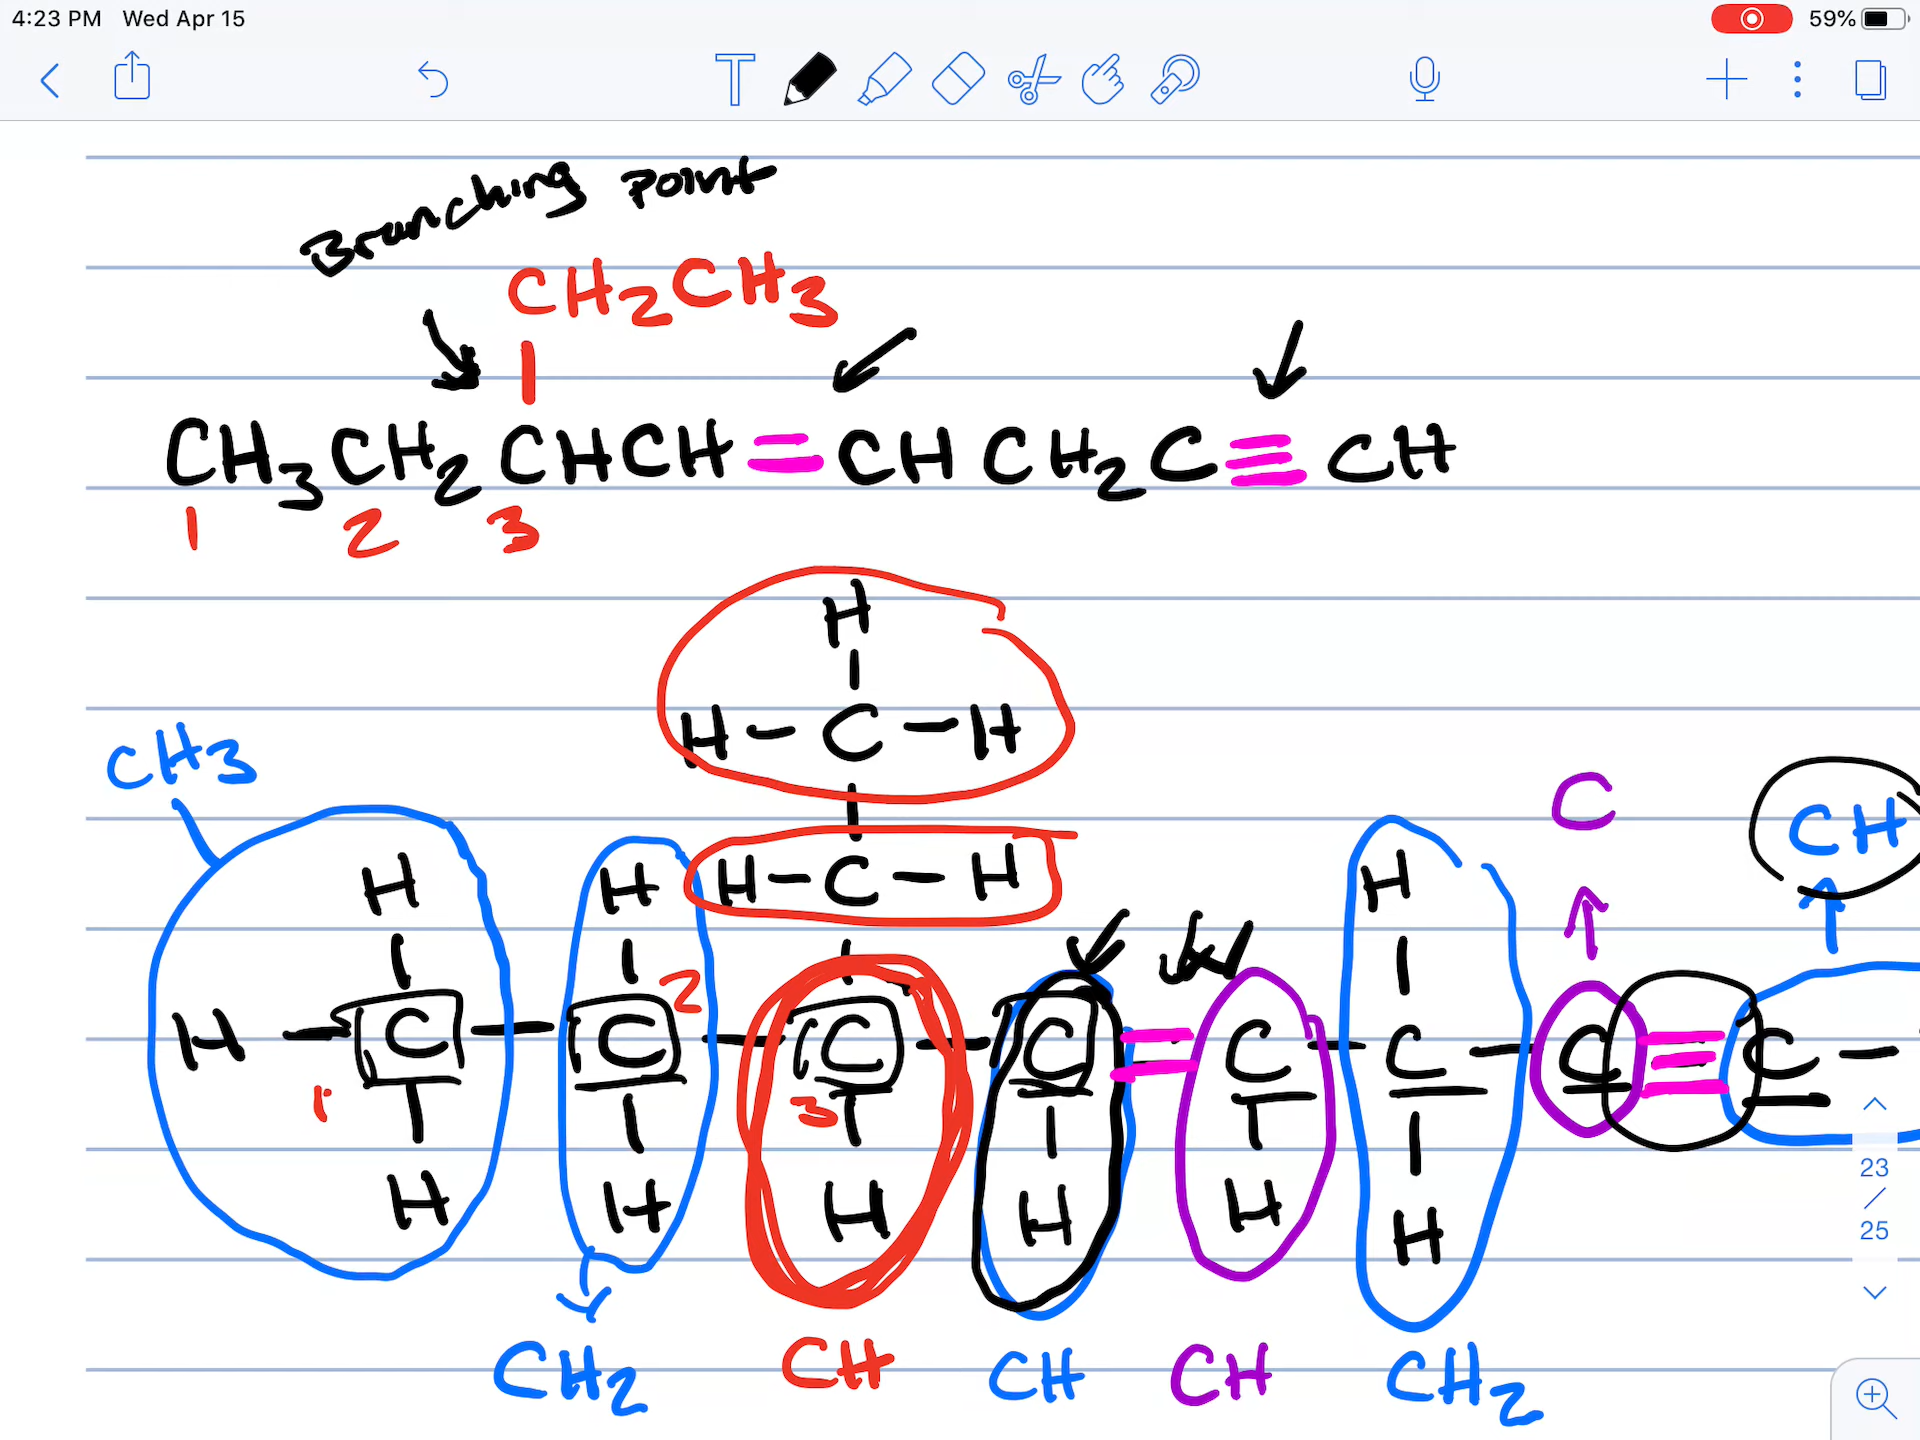 4:23 PM Wed Apr 15 59%
T
Branching point
CH2CH3
CH3CH2CHCH=CHCH2C≡CH
1 2 3
H
H-C-H
CH3 C CH
H H H-C-H H
H-C-C-C-C=C-C-C≡C-
1 2 3
H H H H H H
CH2 CH CH CH CH2
23
/
25